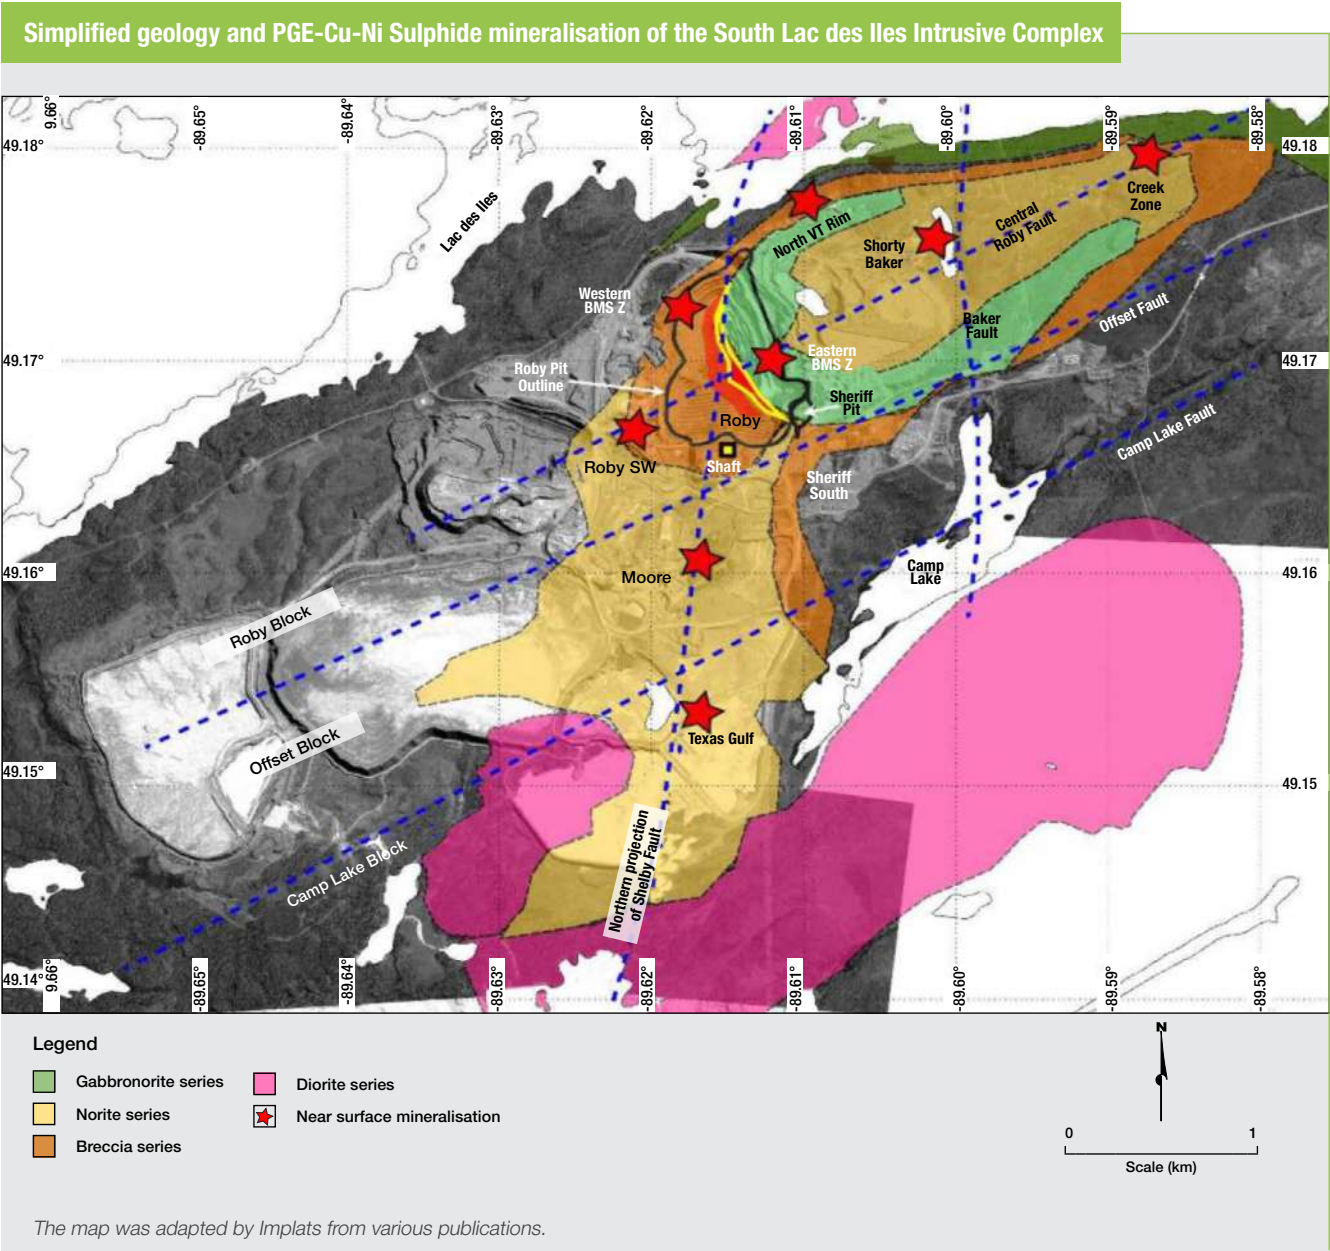 Simplified geology and PGE-Cu-Ni Sulphide mineralisation of the South Lac des Iles Intrusive Complex
9.66°
-89.65°
-89.64°
-89.63°
-89.62°
-89.61°
-89.60°
-89.59°
-89.58°
49.18°
49.18
Creek
Zone
Lac des Iles
North VT Rim
Central
Roby Fault
Shorty
Baker
Western
BMS Z
Baker
Fault
Offset Fault
49.17°
49.17
Eastern
BMS Z
Roby Pit
Outline
Sheriff
Pit
Roby
Camp Lake Fault
Roby SW
Shaft
Sheriff
South
49.16°
49.16
Moore
Camp
Lake
Roby Block
Texas Gulf
Offset Block
49.15°
49.15
Northern projection
of Shelby Fault
Camp Lake Block
49.14°
9.66°
-89.65°
-89.64°
-89.63°
-89.62°
-89.61°
-89.60°
-89.59°
-89.58°
Legend
Gabbronorite series
Norite series
Breccia series
Diorite series
Near surface mineralisation
N
0 1
Scale (km)
The map was adapted by Implats from various publications.